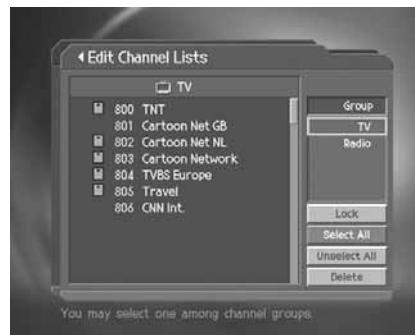 Edit Channel Lists
TV
800 TNT
801 Cartoon Net GB
802 Cartoon Net NL
803 Cartoon Network
804 TVBS Europe
805 Travel
806 CNN Int.
Group
TV
Radio
Lock
Select All
Unselect All
Delete
You may select one among channel groups.